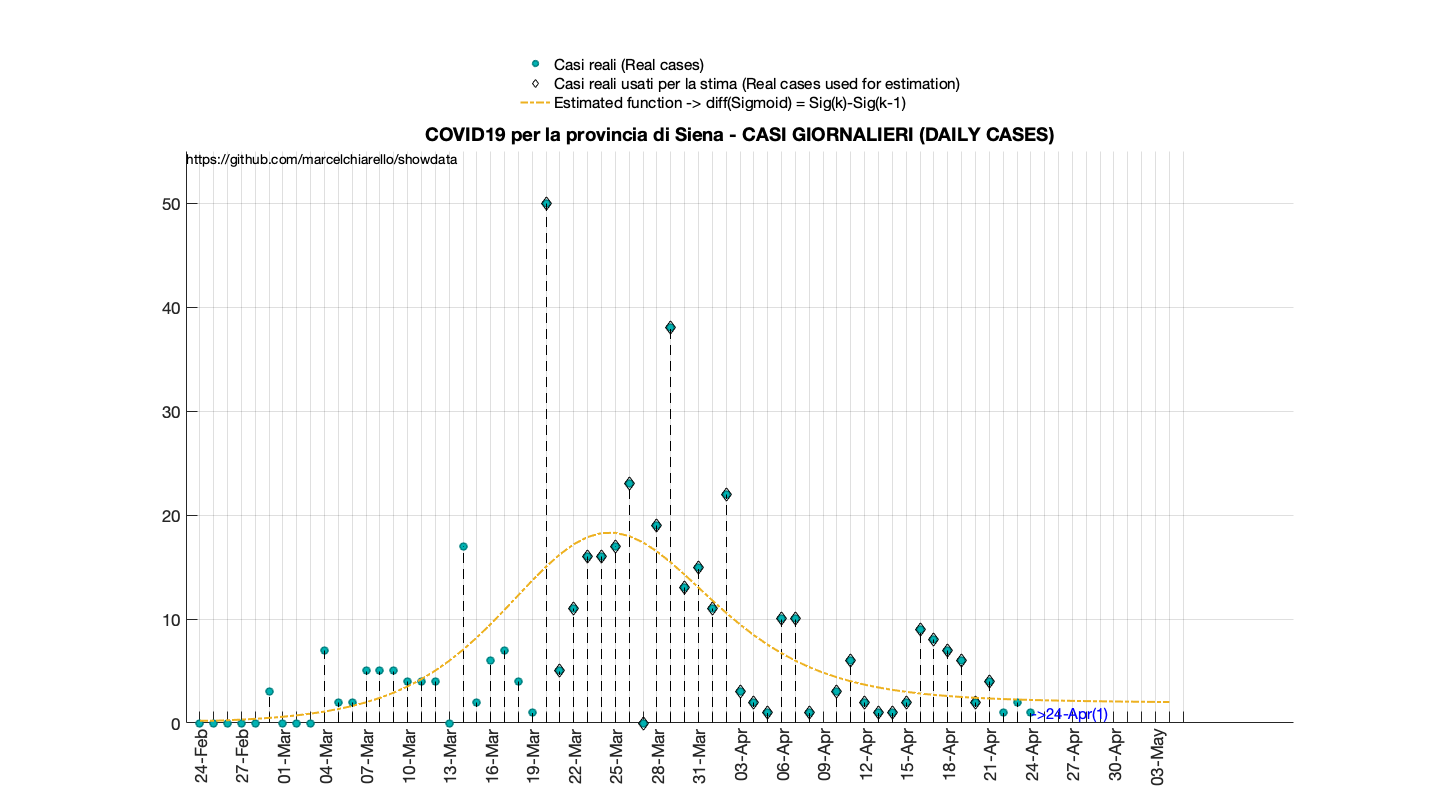 Casi reali (Real cases)
Casi reali usati per la stima (Real cases used for estimation)
Estimated function -> diff(Sigmoid) = Sig(k)-Sig(k-1)
COVID19 per la provincia di Siena - CASI GIORNALIERI (DAILY CASES)
https://github.com/marcelchiarello/showdata
50
40
30
20
10
0
->24-Apr(1)
24-Feb
27-Feb
01-Mar
04-Mar
07-Mar
10-Mar
13-Mar
16-Mar
19-Mar
22-Mar
25-Mar
28-Mar
31-Mar
03-Apr
06-Apr
09-Apr
12-Apr
15-Apr
18-Apr
21-Apr
24-Apr
27-Apr
30-Apr
03-May